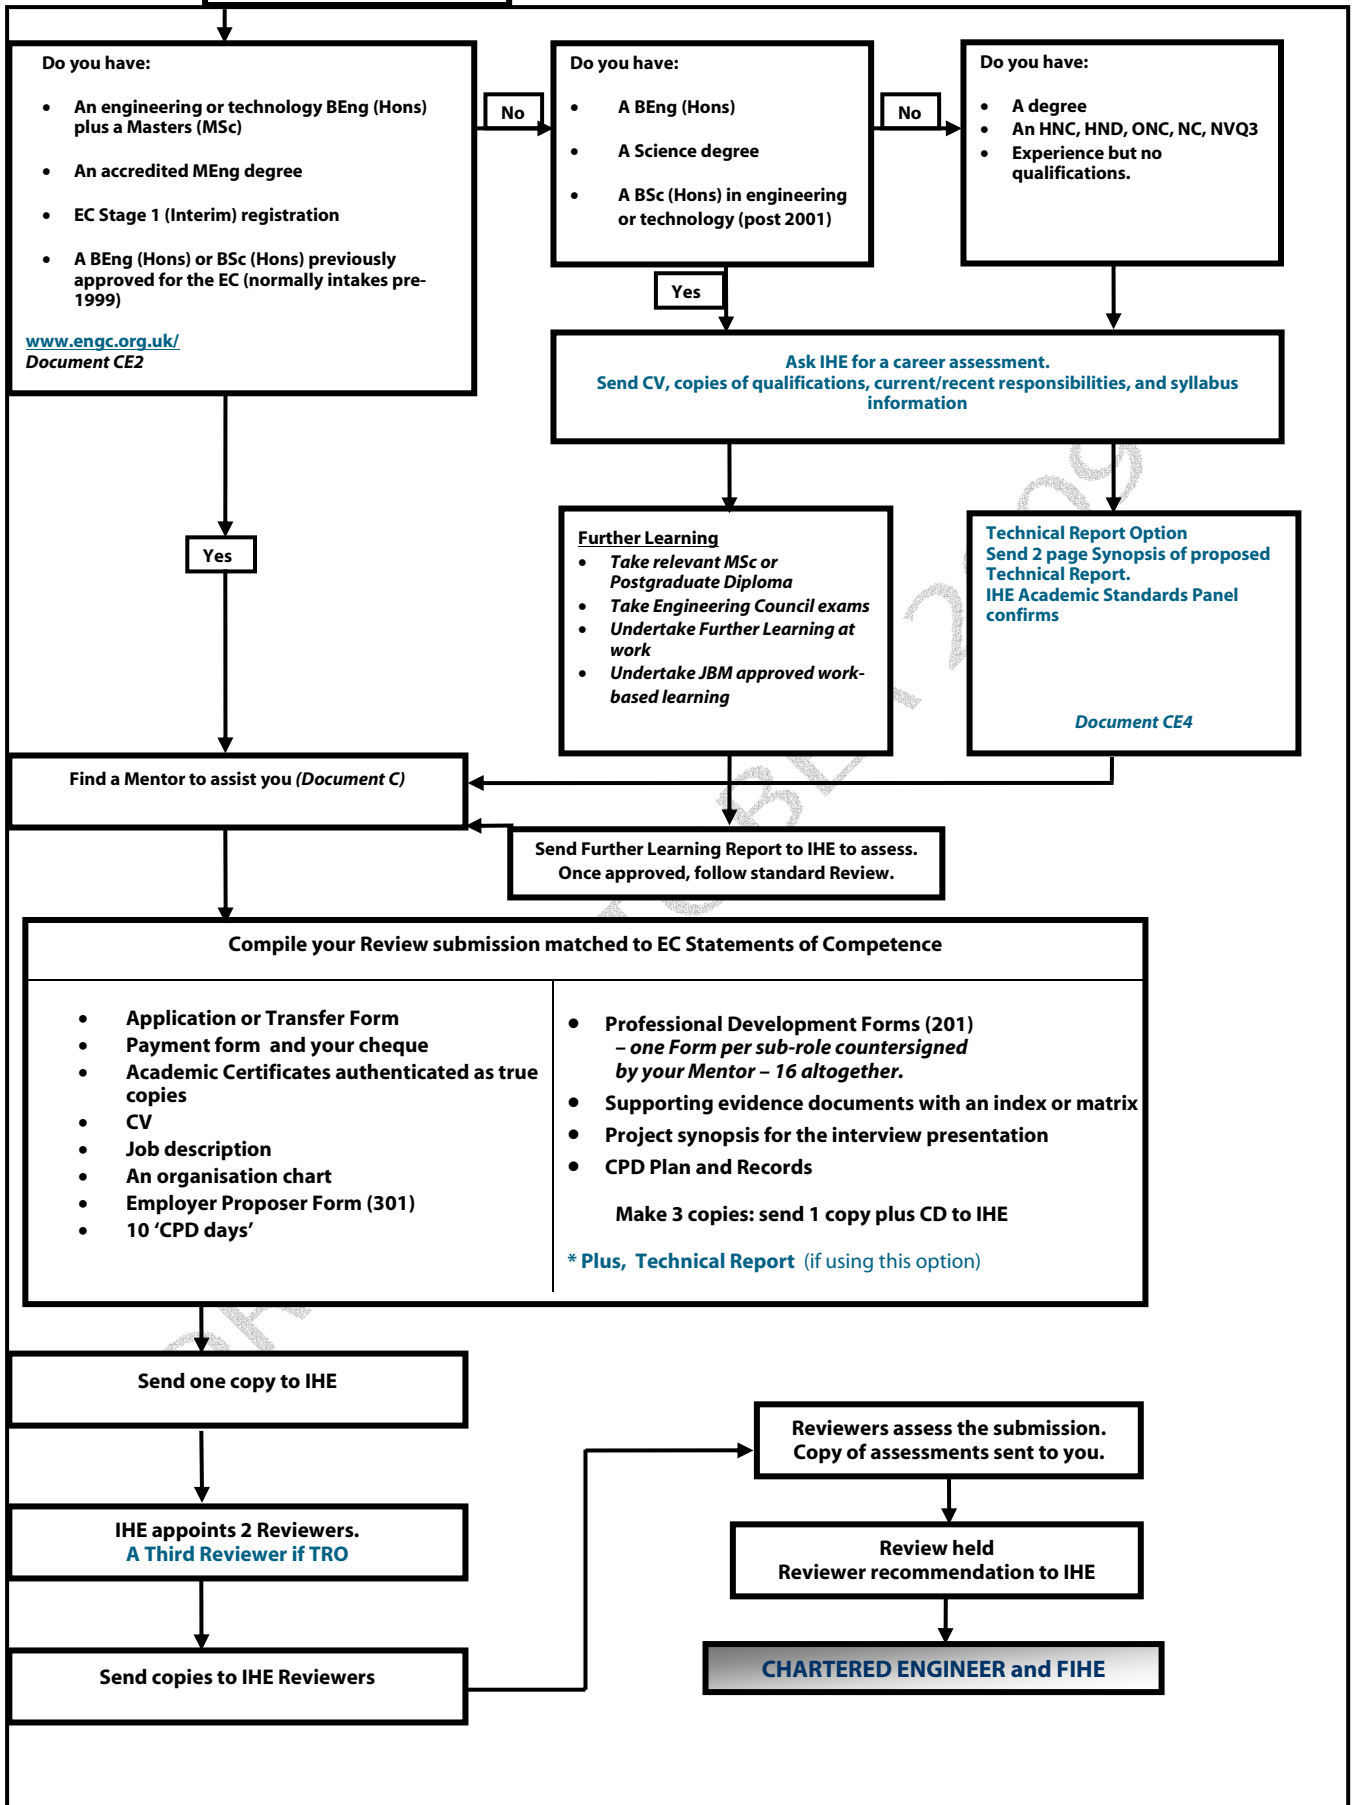 Do you have:
• An engineering or technology BEng (Hons)
plus a Masters (MSc)
• An accredited MEng degree
• EC Stage 1 (Interim) registration
• A BEng (Hons) or BSc (Hons) previously
approved for the EC (normally intakes pre-
1999)
www.engc.org.uk/
Document CE2
No
Do you have:
• A BEng (Hons)
• A Science degree
• A BSc (Hons) in engineering
or technology (post 2001)
No
Do you have:
• A degree
• An HNC, HND, ONC, NC, NVQ3
• Experience but no
qualifications.
Yes
Ask IHE for a career assessment.
Send CV, copies of qualifications, current/recent responsibilities, and syllabus
information
Yes
Further Learning
• Take relevant MSc or
Postgraduate Diploma
• Take Engineering Council exams
• Undertake Further Learning at
work
• Undertake JBM approved work-
based learning
Technical Report Option
Send 2 page Synopsis of proposed
Technical Report.
IHE Academic Standards Panel
confirms
Document CE4
Find a Mentor to assist you (Document C)
Send Further Learning Report to IHE to assess.
Once approved, follow standard Review.
Compile your Review submission matched to EC Statements of Competence
• Application or Transfer Form
• Payment form and your cheque
• Academic Certificates authenticated as true
copies
• CV
• Job description
• An organisation chart
• Employer Proposer Form (301)
• 10 ‘CPD days’
• Professional Development Forms (201)
– one Form per sub-role countersigned
by your Mentor – 16 altogether.
• Supporting evidence documents with an index or matrix
• Project synopsis for the interview presentation
• CPD Plan and Records
Make 3 copies: send 1 copy plus CD to IHE
* Plus, Technical Report (if using this option)
Send one copy to IHE
IHE appoints 2 Reviewers.
A Third Reviewer if TRO
Send copies to IHE Reviewers
Reviewers assess the submission.
Copy of assessments sent to you.
Review held
Reviewer recommendation to IHE
CHARTERED ENGINEER and FIHE